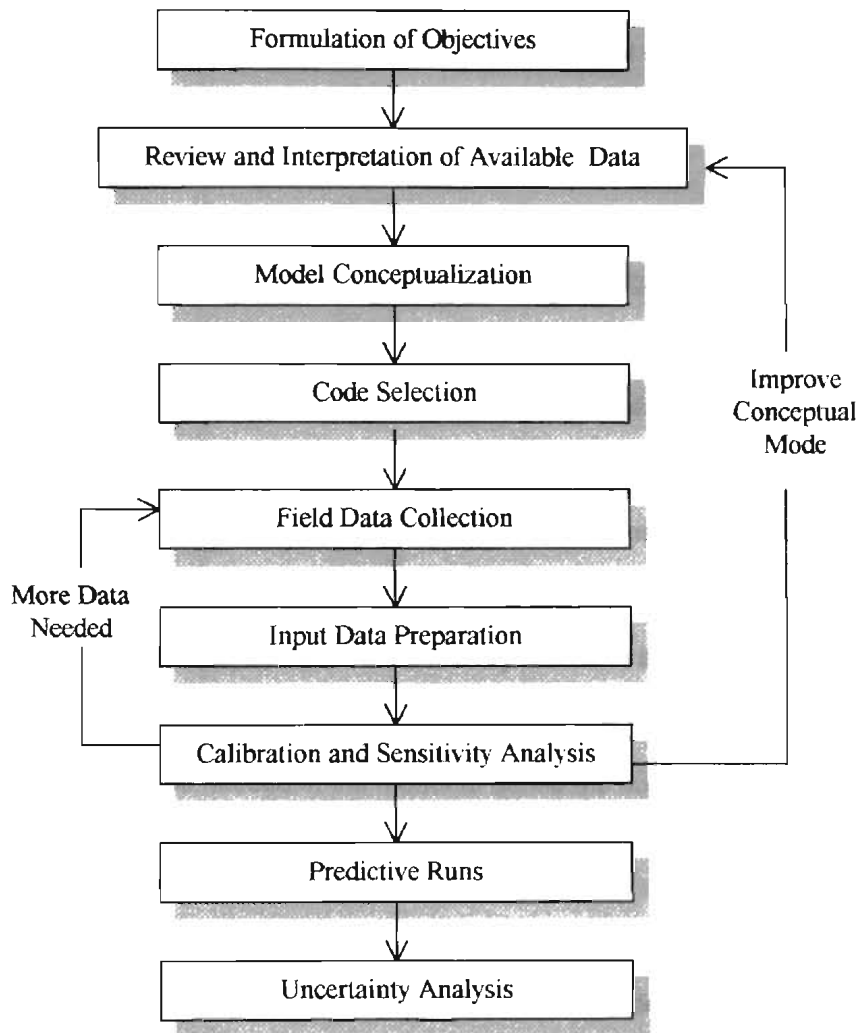 Formulation of Objectives
Review and Interpretation of Available Data
Model Conceptualization
Code Selection
Improve
Conceptual
Mode
Field Data Collection
More Data
Needed
Input Data Preparation
Calibration and Sensitivity Analysis
Predictive Runs
Uncertainty Analysis